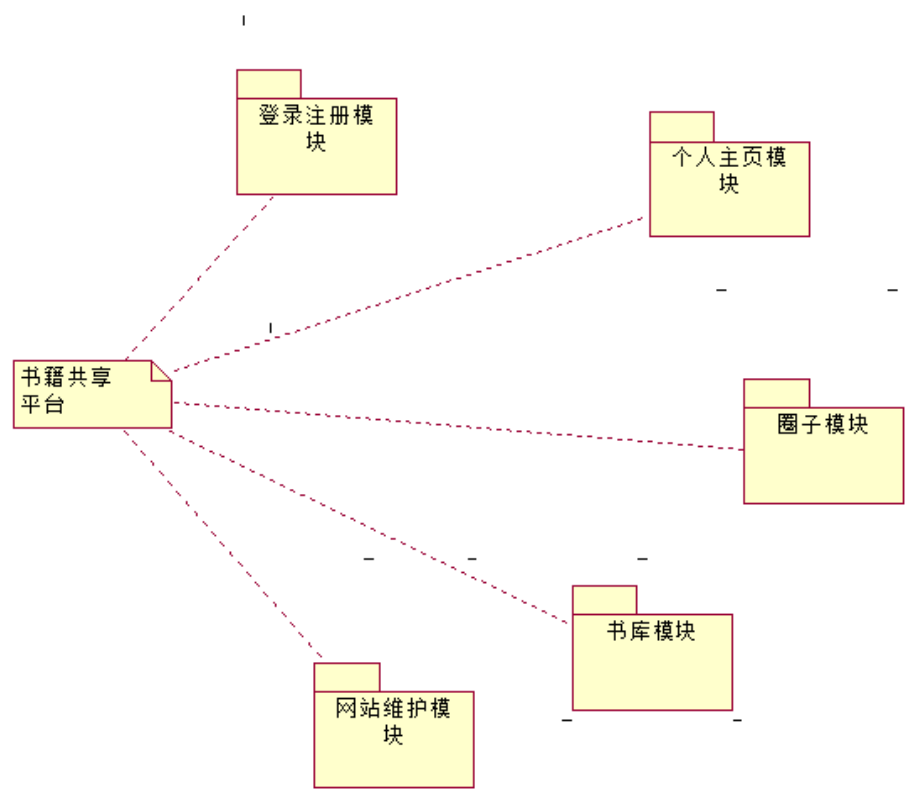 登录注册模
块
个人主页模
块
书籍共享
平台
圈子模块
书库模块
网站维护模
块